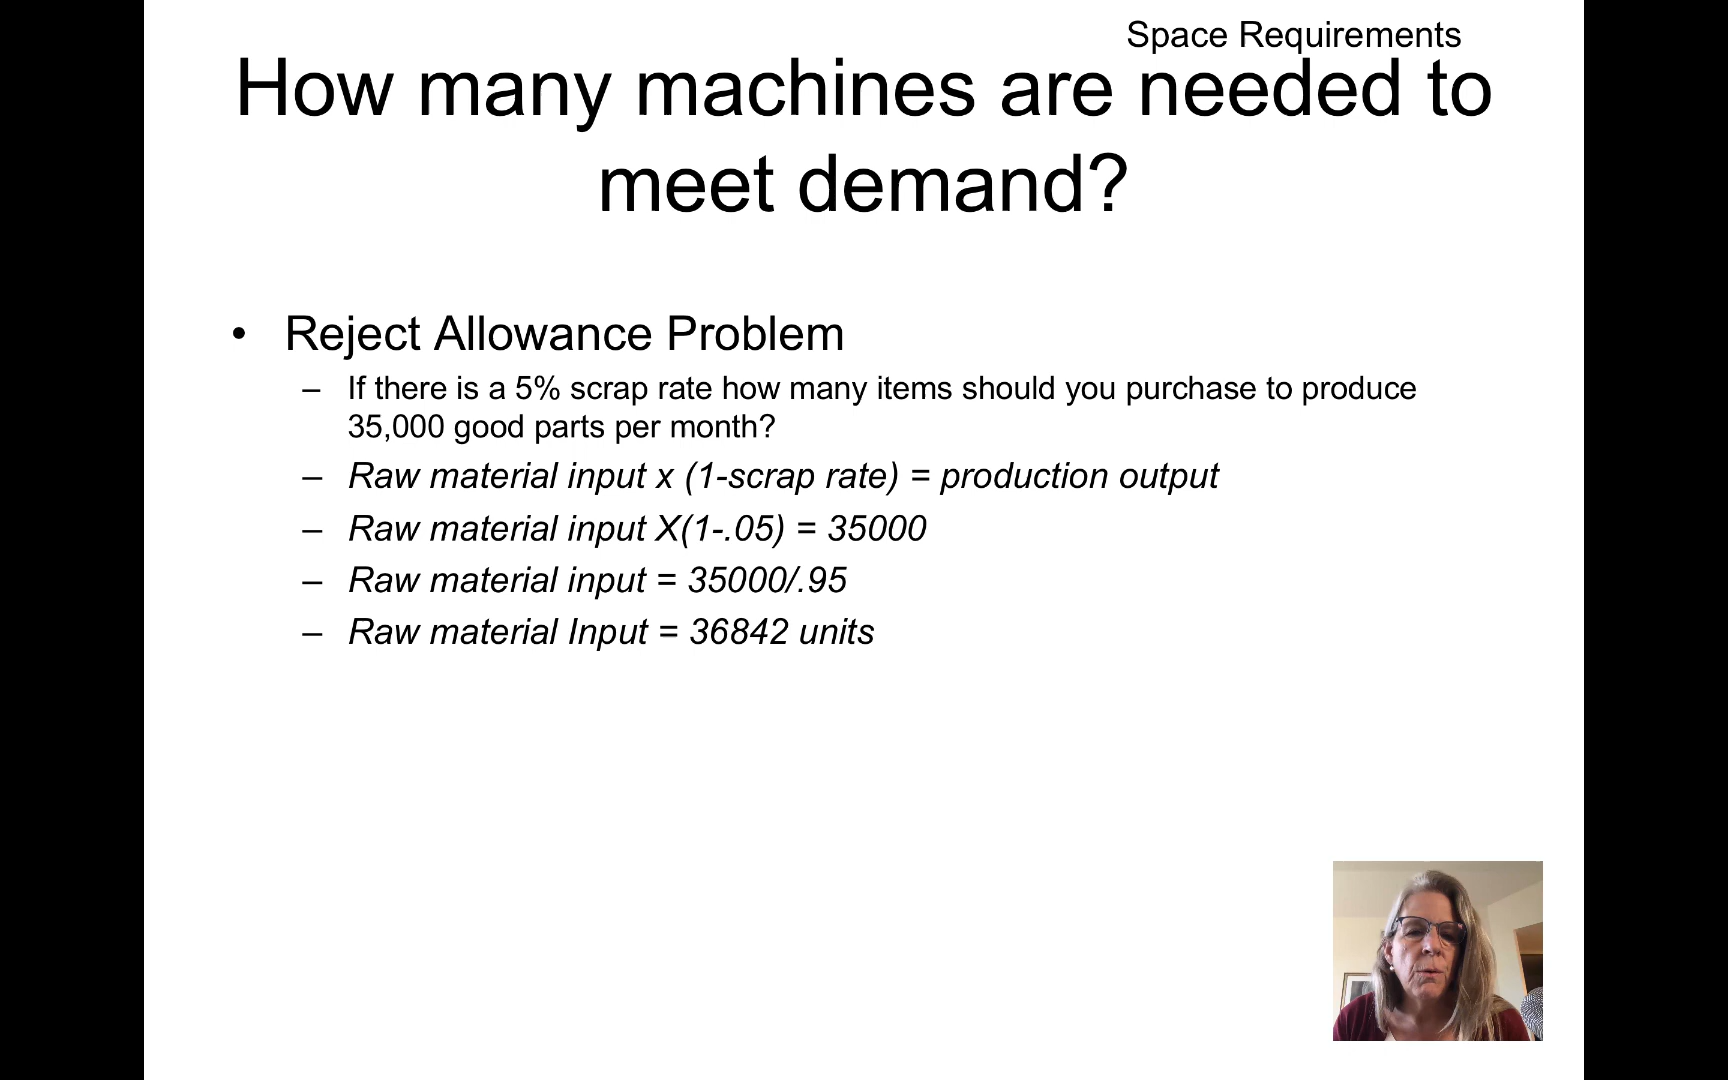 Space Requirements
How many machines are needed to
meet demand?
• Reject Allowance Problem
– If there is a 5% scrap rate how many items should you purchase to produce
35,000 good parts per month?
– Raw material input x (1-scrap rate) = production output
– Raw material input X(1-.05) = 35000
– Raw material input = 35000/.95
– Raw material Input = 36842 units